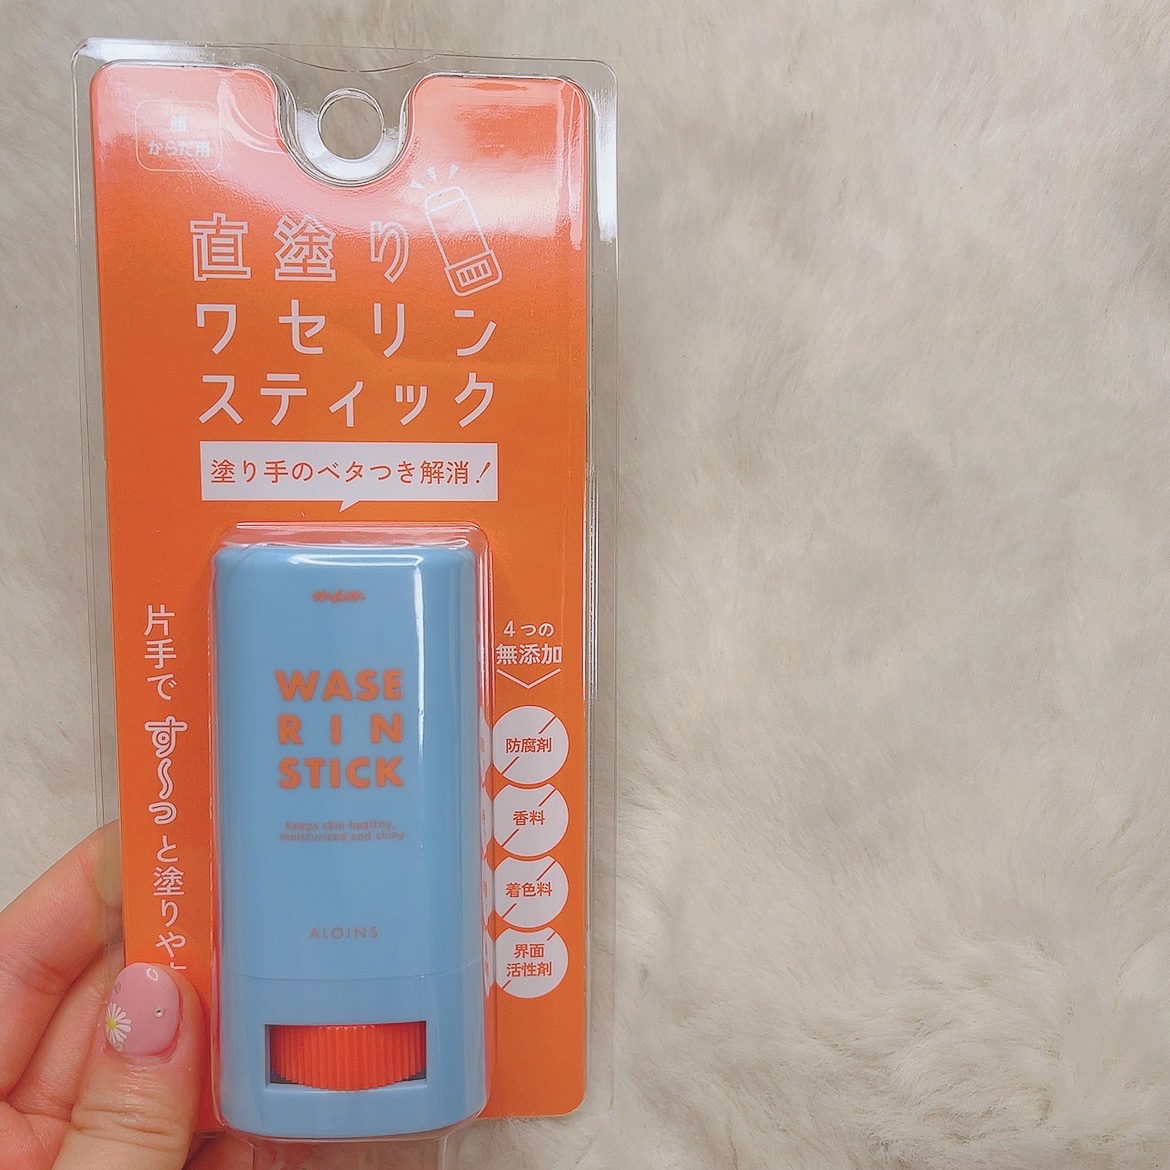 顔
からだ用
直塗り
ワセリン
スティック
塗り手のベタつき解消！
片手です〜っと塗りや
4つの
無添加
防腐剤
香料
着色料
界面
活性剤
WASE
RIN
STICK
Keeps skin healthy,
moisturised and shiny
ALOINS